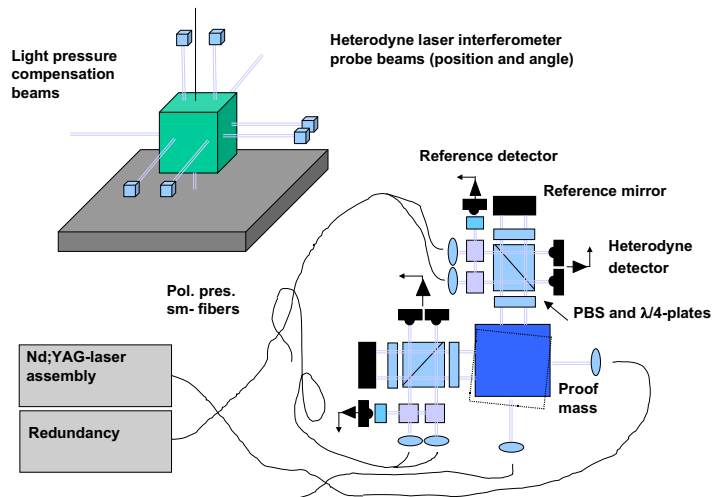 Light pressure
compensation
beams
Heterodyne laser interferometer
probe beams (position and angle)
Reference detector
Reference mirror
Heterodyne
detector
Pol. pres.
sm- fibers
PBS and λ/4-plates
Nd;YAG-laser
assembly
Proof
mass
Redundancy